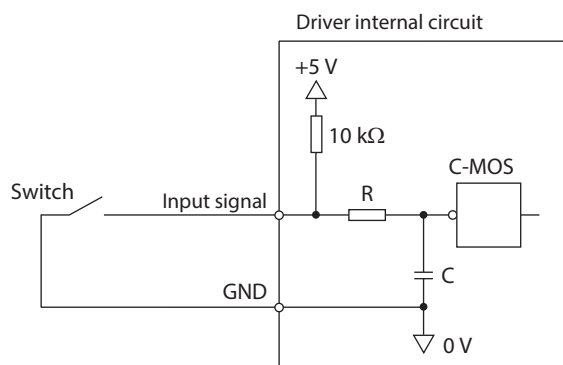 Driver internal circuit
+5 V
10 kΩ
C-MOS
Switch
Input signal
R
C
GND
0 V